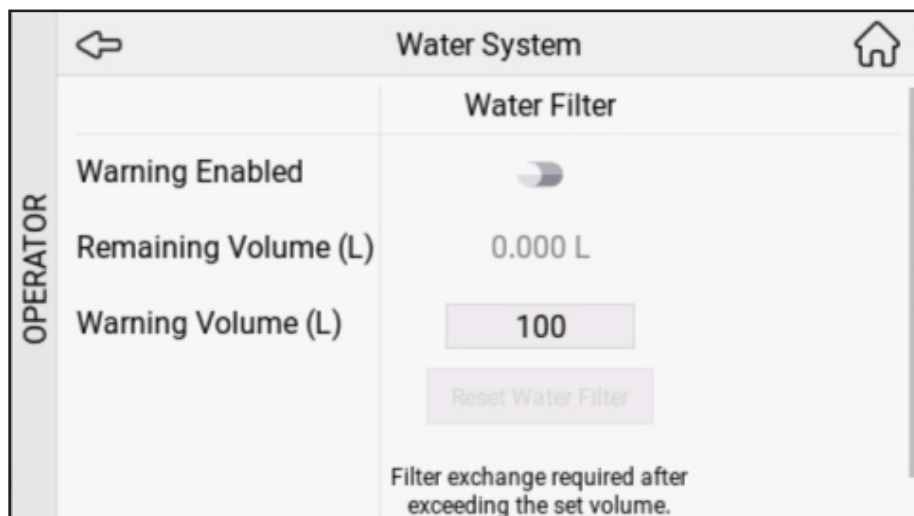 Water System
OPERATOR
Water Filter
Warning Enabled
Remaining Volume (L) 0.000 L
Warning Volume (L) 100
Reset Water Filter
Filter exchange required after
exceeding the set volume.